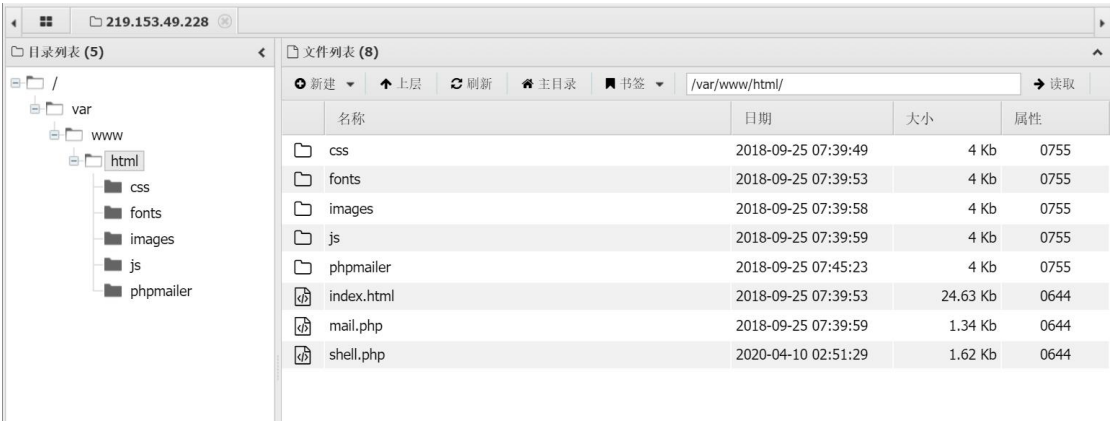 219.153.49.228
目录列表 (5)
/
var
www
html
css
fonts
images
js
phpmailer
文件列表 (8)
新建 上层 刷新 主目录 书签 /var/www/html/ 读取
名称 日期 大小 属性
css 2018-09-25 07:39:49 4 Kb 0755
fonts 2018-09-25 07:39:53 4 Kb 0755
images 2018-09-25 07:39:58 4 Kb 0755
js 2018-09-25 07:39:59 4 Kb 0755
phpmailer 2018-09-25 07:45:23 4 Kb 0755
index.html 2018-09-25 07:39:53 24.63 Kb 0644
mail.php 2018-09-25 07:39:59 1.34 Kb 0644
shell.php 2020-04-10 02:51:29 1.62 Kb 0644